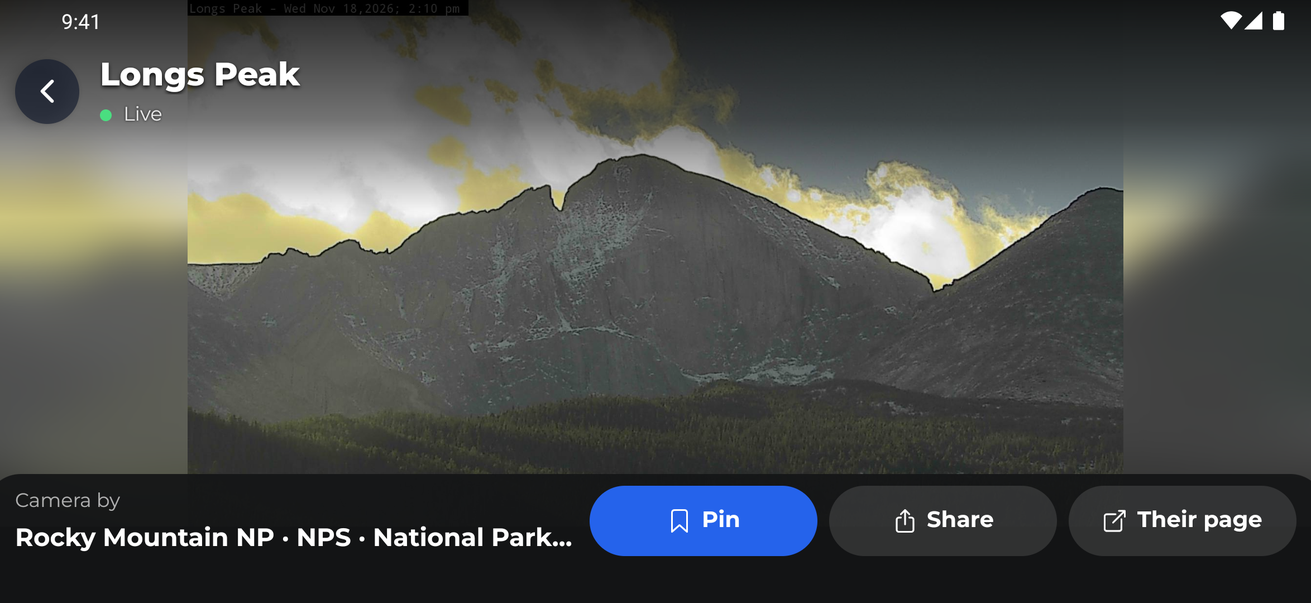 Longs Peak - Wed Nov 18,2026; 2:10 pm
9:41
Longs Peak
Live
Camera by
Rocky Mountain NP • NPS • National Park...
Pin
Share
Their page